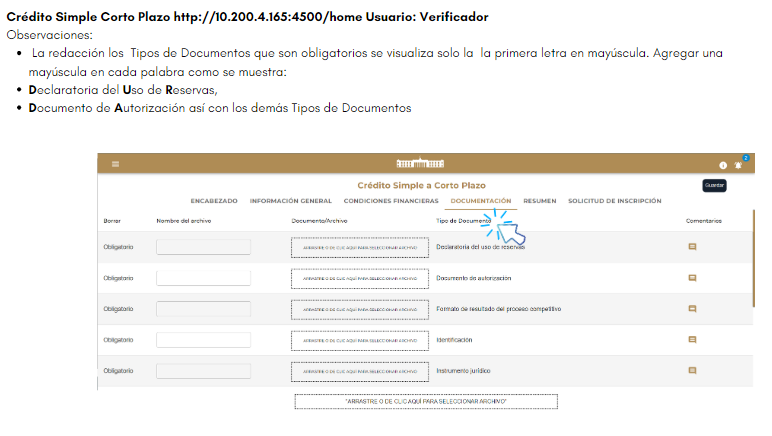 Crédito Simple Corto Plazo http://10.200.4.165:4500/home Usuario: Verificador
Observaciones:
• La redacción los Tipos de Documentos que son obligatorios se visualiza solo la la primera letra en mayúscula. Agregar una
mayúscula en cada palabra como se muestra:
• Declaratoria del Uso de Reservas,
• Documento de Autorización así con los demás Tipos de Documentos
2
Crédito Simple a Corto Plazo
Guardar
ENCABEZADO INFORMACIÓN GENERAL CONDICIONES FINANCIERAS DOCUMENTACIÓN RESUMEN SOLICITUD DE INSCRIPCIÓN
Borrar Nombre del archivo Documento/Archivo Tipo de Documento Comentarios
Obligatorio ARRASTRE O DE CLIC AQUÍ PARA SELECCIONAR ARCHIVO Declaratoria del uso de reservas
Obligatorio ARRASTRE O DE CLIC AQUÍ PARA SELECCIONAR ARCHIVO Documento de autorización
Obligatorio ARRASTRE O DE CLIC AQUÍ PARA SELECCIONAR ARCHIVO Formato de resultado del proceso competitivo
Obligatorio ARRASTRE O DE CLIC AQUÍ PARA SELECCIONAR ARCHIVO Identificación
Obligatorio ARRASTRE O DE CLIC AQUÍ PARA SELECCIONAR ARCHIVO Instrumento jurídico
"ARRASTRE O DE CLIC AQUÍ PARA SELECCIONAR ARCHIVO"